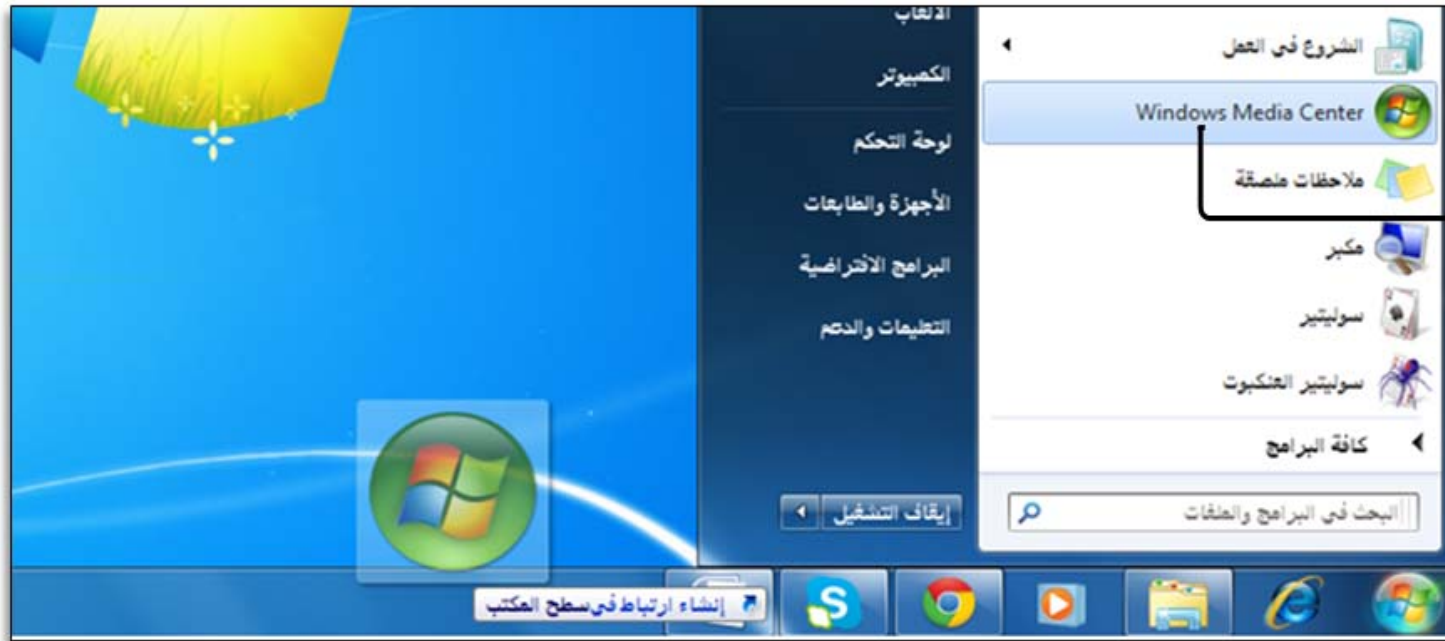 الشروع في العمل
Windows Media Center
ملاحظات ملصقة
مكبر
سوليتير
سوليتير العنكبوت
كافة البرامج
البحث في البرامج والملفات
الألعاب
الكمبيوتر
لوحة التحكم
الأجهزة والطابعات
البرامج الافتراضية
التعليمات والدعم
إيقاف التشغيل
إنشاء ارتباط في سطح المكتب